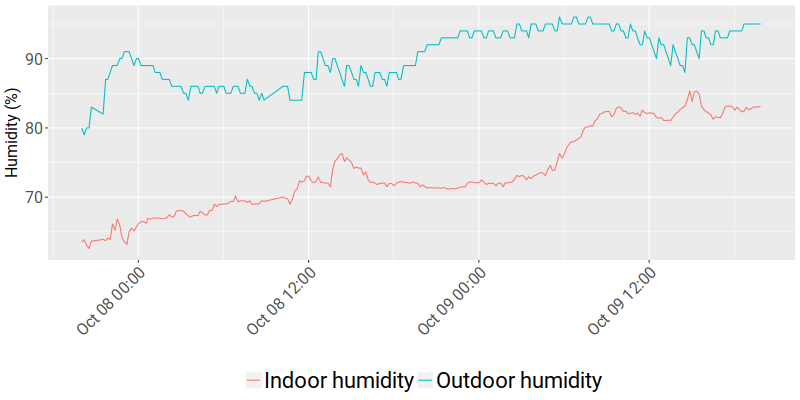 Humidity (%)
90
80
70
Oct 08 00:00
Oct 08 12:00
Oct 09 00:00
Oct 09 12:00
Indoor humidity
Outdoor humidity